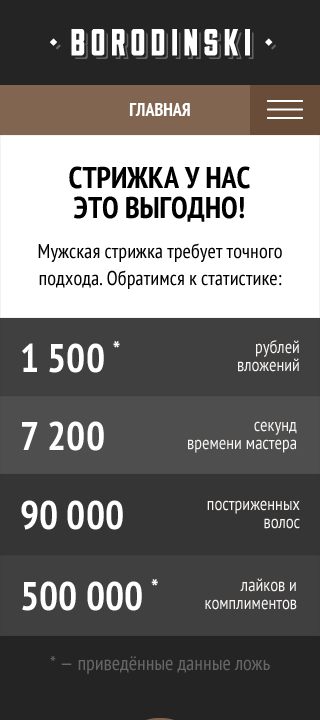 BORODINSKI
ГЛАВНАЯ
СТРИЖКА У НАС
ЭТО ВЫГОДНО!
Мужская стрижка требует точного
подхода. Обратимся к статистике:
1 500 *
рублей
вложений
7 200
секунд
времени мастера
90 000
постриженных
волос
500 000 *
лайков и
комплиментов
* — приведённые данные ложь